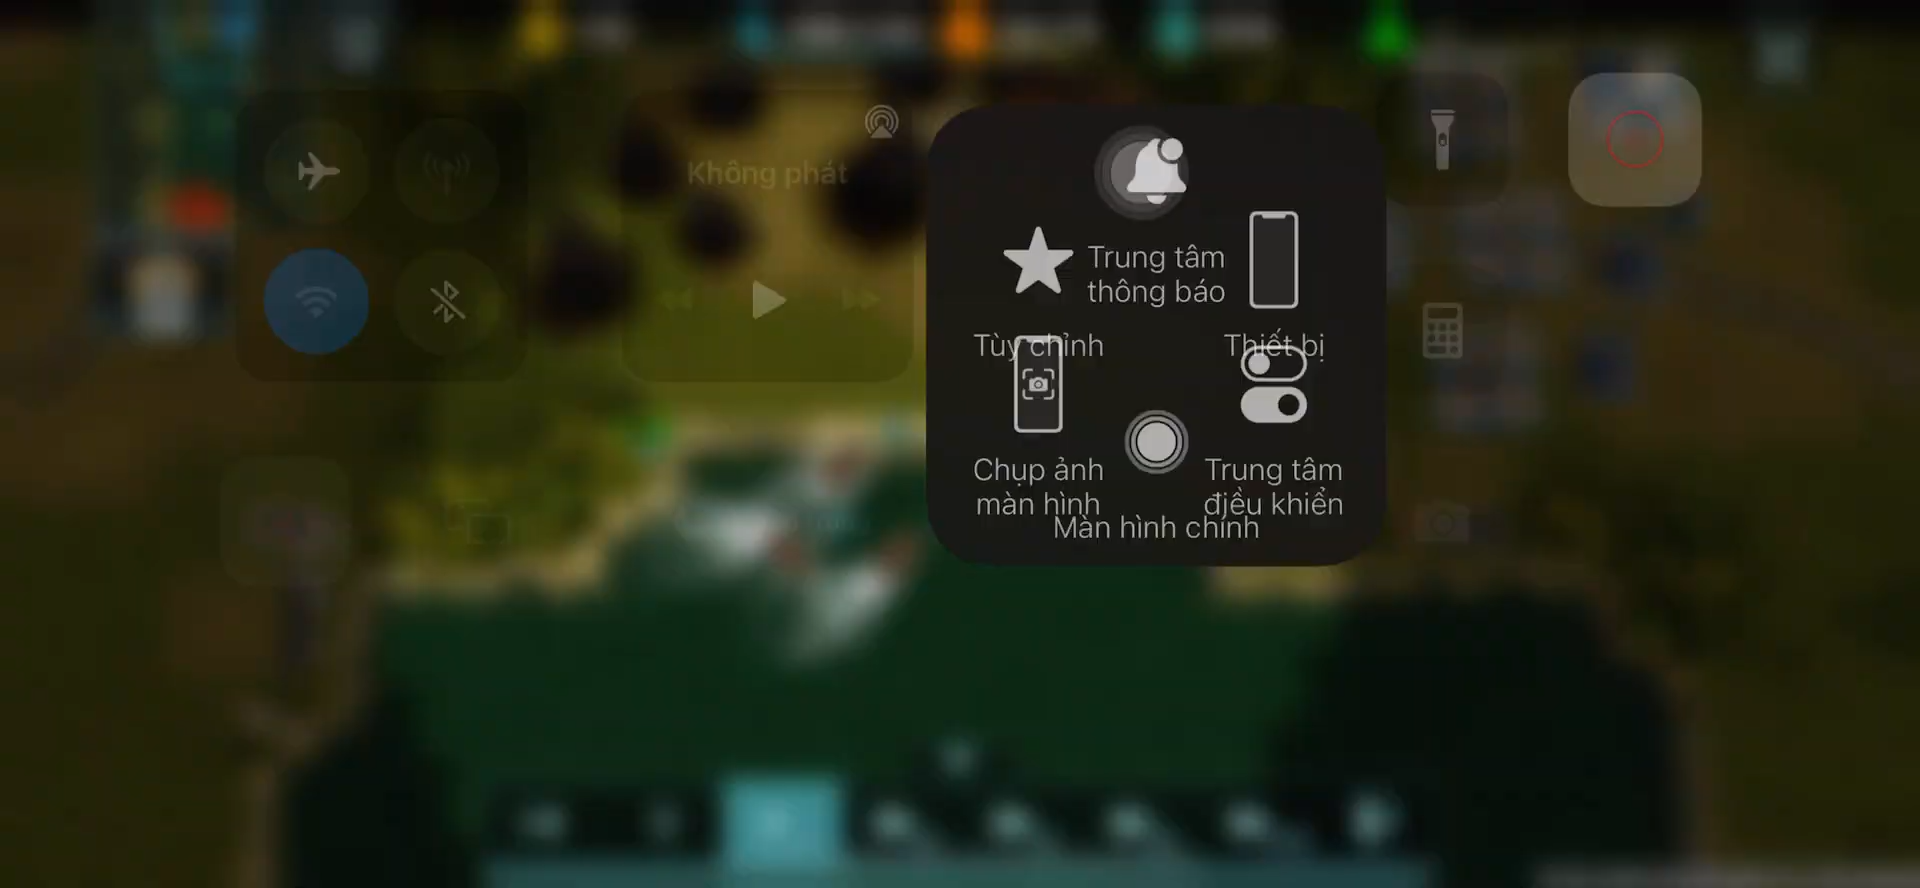 Không phát
Trung tâm
thông báo
Tùy chỉnh
Thiết bị
Chụp ảnh
màn hình
Trung tâm
điều khiển
Màn hình chính